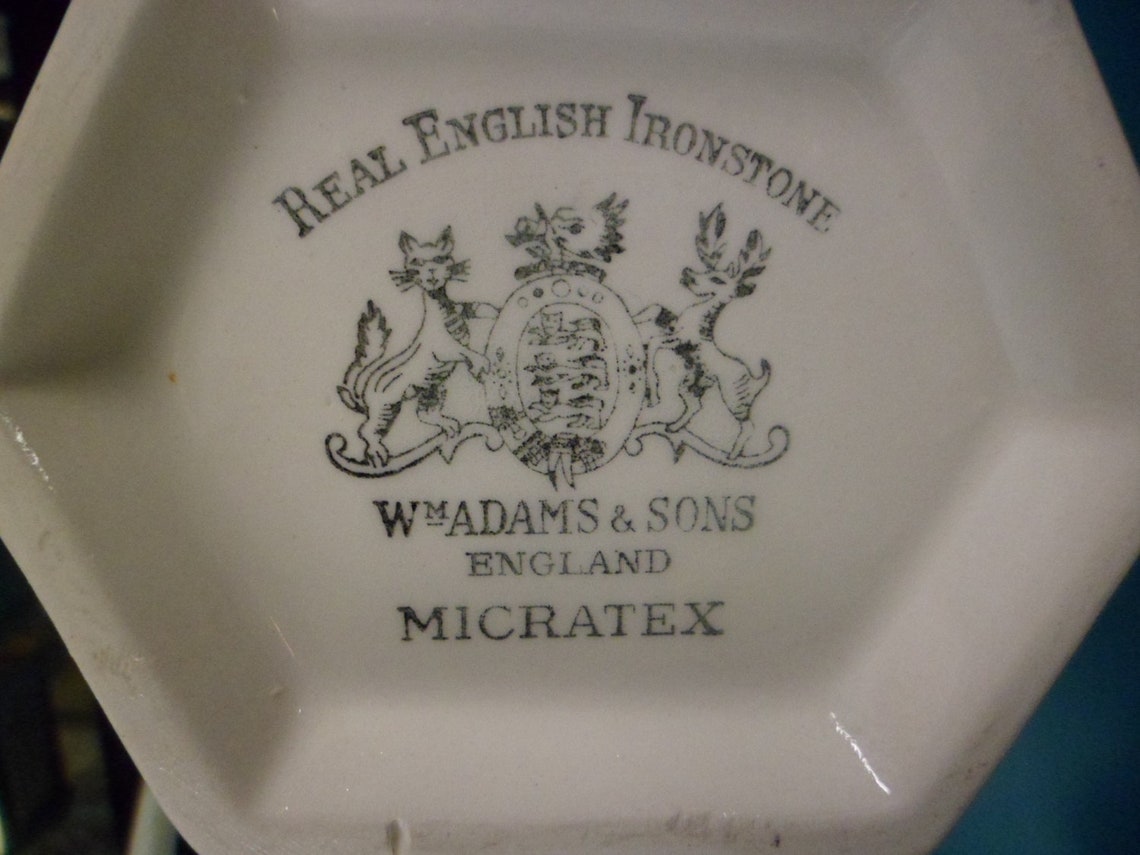 REAL ENGLISH IRONSTONE
WM ADAMS & SONS
ENGLAND
MICRATEX